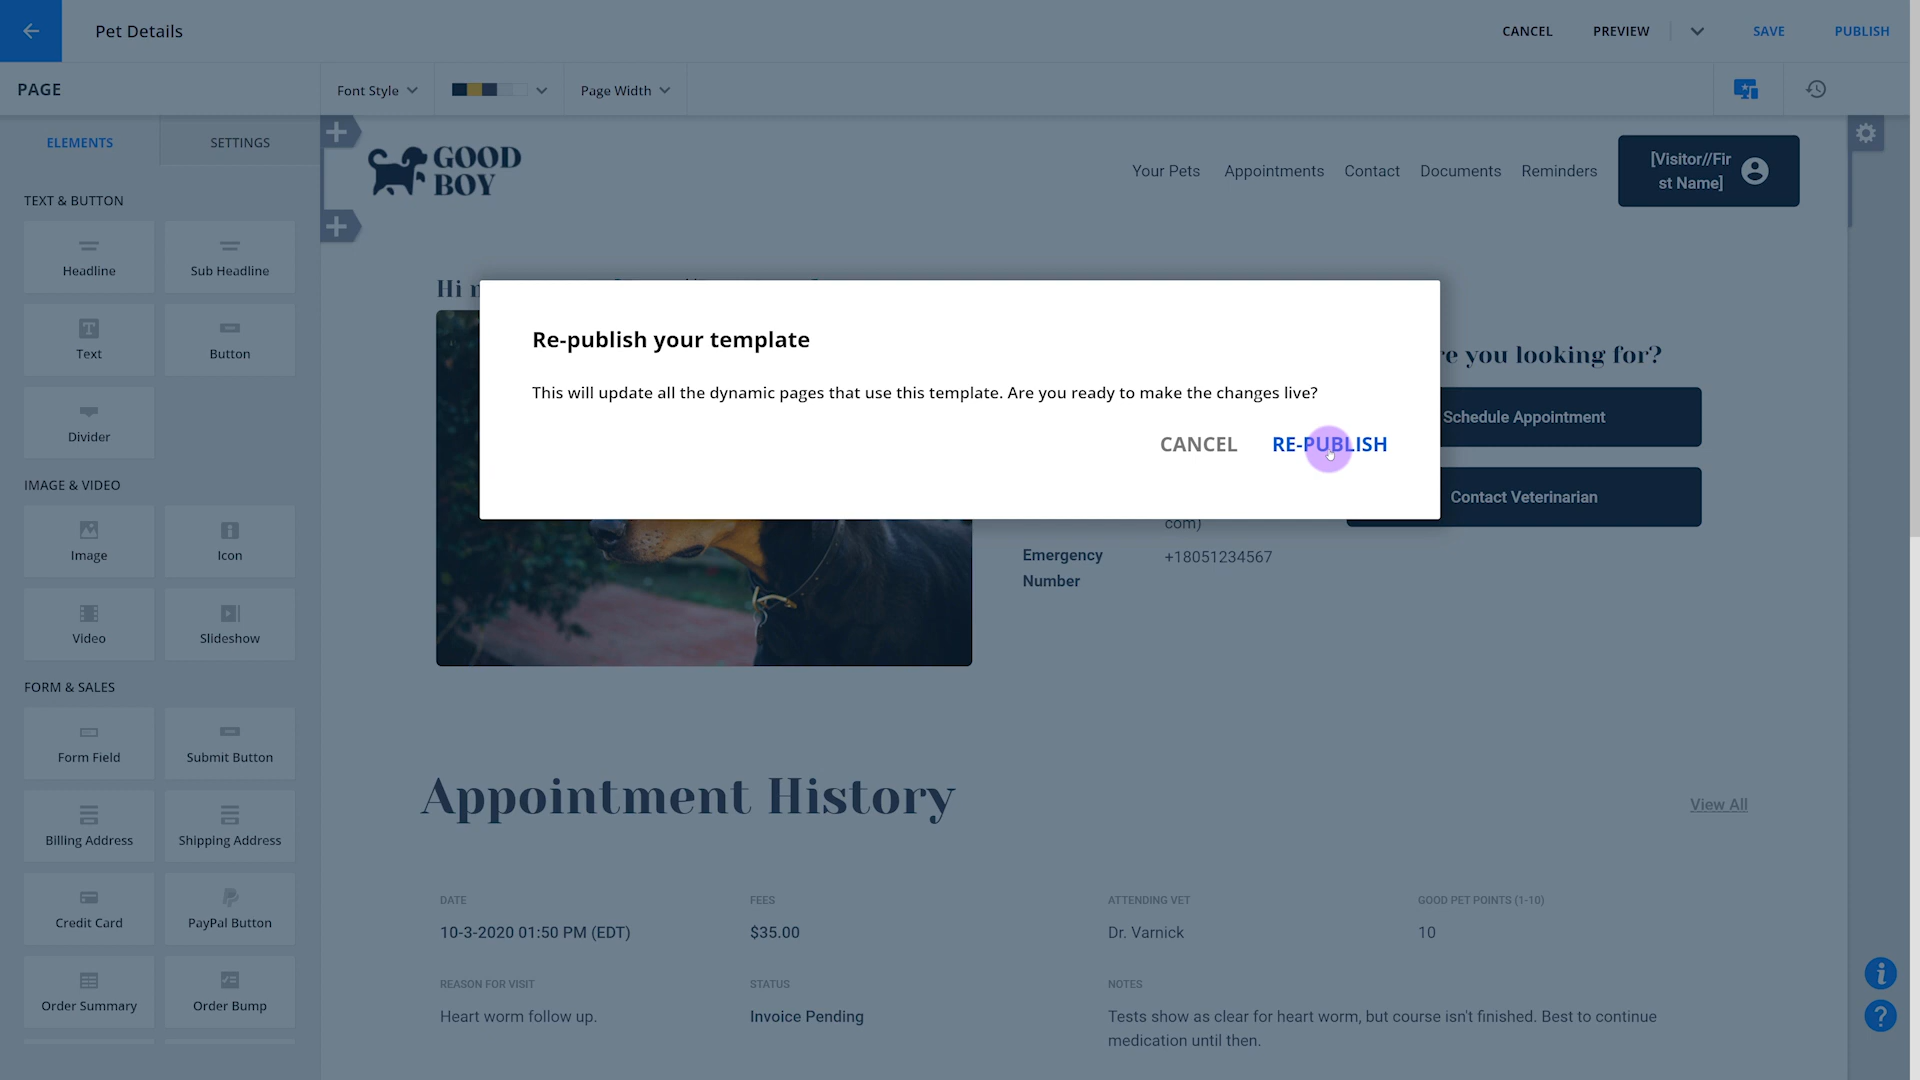 Pet Details
CANCEL
PREVIEW
SAVE
PUBLISH
PAGE
Font Style
Page Width
ELEMENTS
SETTINGS
GOOD
BOY
Your Pets
Appointments
Contact
Documents
Reminders
[Visitor//Fir
st Name]
TEXT & BUTTON
Headline
Sub Headline
Text
Button
Divider
IMAGE & VIDEO
Image
Icon
Video
Slideshow
FORM & SALES
Form Field
Submit Button
Billing Address
Shipping Address
Credit Card
PayPal Button
Order Summary
Order Bump
Hi
Re-publish your template
This will update all the dynamic pages that use this template. Are you ready to make the changes live?
CANCEL
RE-PUBLISH
re you looking for?
Schedule Appointment
Contact Veterinarian
com)
Emergency
Number
+18051234567
Appointment History
View All
DATE
FEES
ATTENDING VET
GOOD PET POINTS (1-10)
10-3-2020 01:50 PM (EDT)
$35.00
Dr. Varnick
10
REASON FOR VISIT
STATUS
NOTES
Heart worm follow up.
Invoice Pending
Tests show as clear for heart worm, but course isn't finished. Best to continue
medication until then.